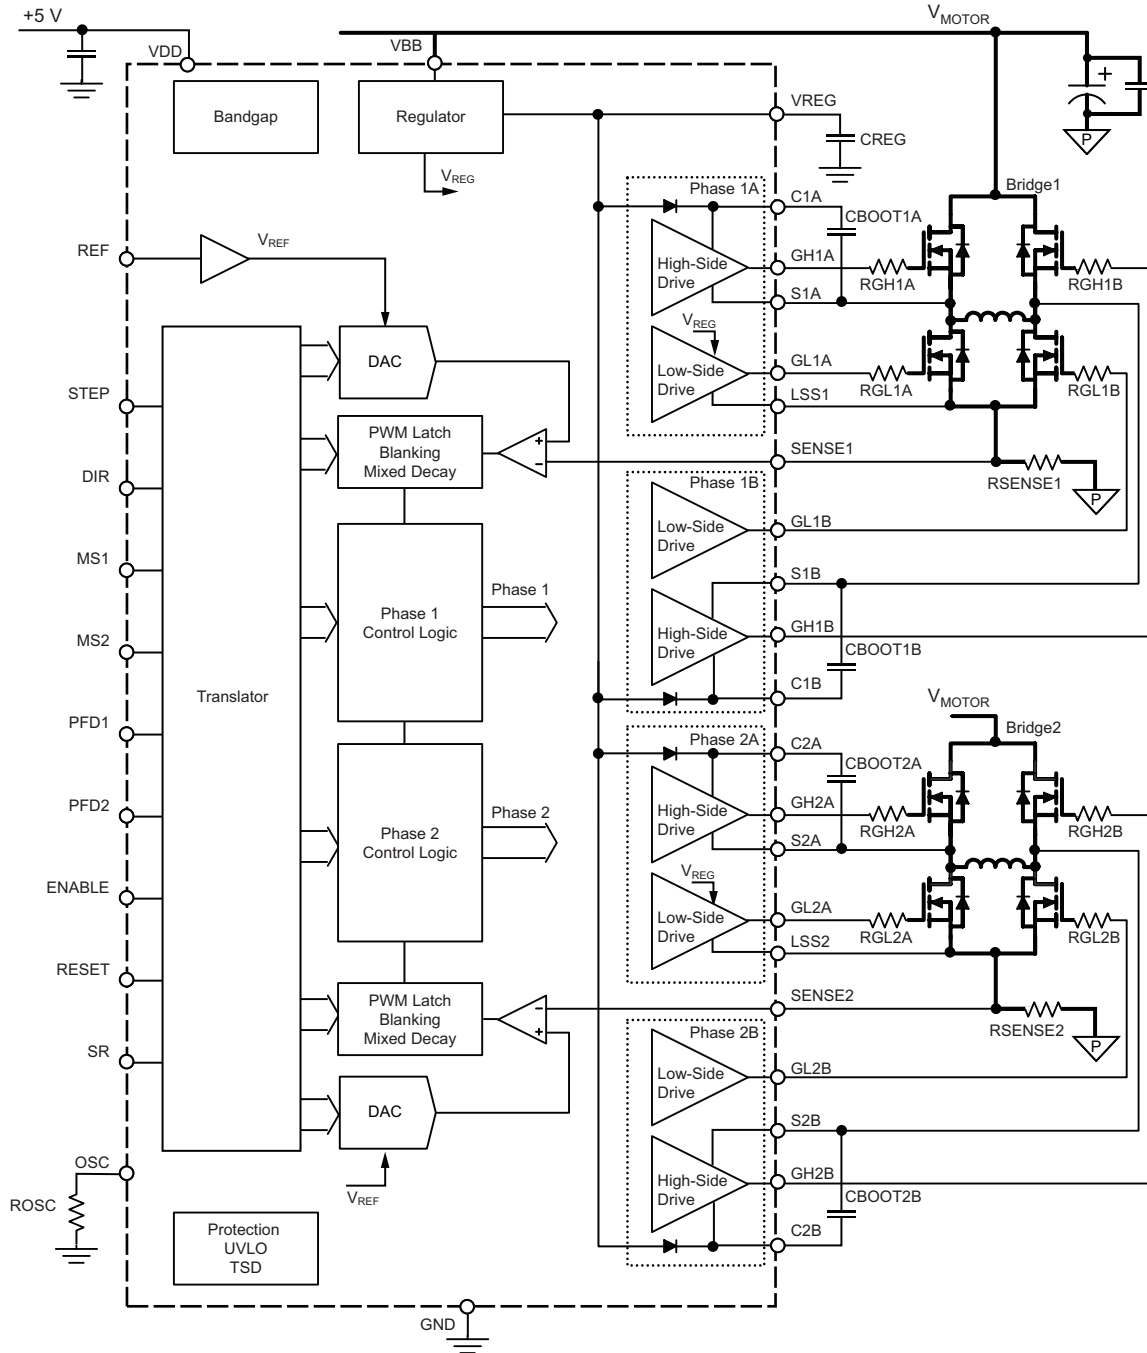 +5 V
VDD
VBB
VMOTOR
+
P
Bandgap
Regulator
VREG
VREG
CREG
Phase 1A
C1A
CBOOT1A
Bridge1
REF
VREF
High-Side
Drive
GH1A
RGH1A
RGH1B
S1A
VREG
DAC
Low-Side
Drive
GL1A
RGL1A
RGL1B
LSS1
STEP
PWM Latch
Blanking
Mixed Decay
+
–
SENSE1
RSENSE1
P
DIR
Phase 1B
Low-Side
Drive
GL1B
MS1
S1B
Phase 1
Control Logic
Phase 1
High-Side
Drive
GH1B
CBOOT1B
C1B
MS2
Translator
VMOTOR
Bridge2
PFD1
Phase 2A
C2A
CBOOT2A
High-Side
Drive
GH2A
RGH2A
RGH2B
S2A
PFD2
Phase 2
Control Logic
Phase 2
VREG
Low-Side
Drive
GL2A
RGL2A
RGL2B
LSS2
ENABLE
RESET
PWM Latch
Blanking
Mixed Decay
–
+
SENSE2
RSENSE2
P
Phase 2B
SR
Low-Side
Drive
GL2B
DAC
S2B
OSC
ROSC
VREF
High-Side
Drive
GH2B
CBOOT2B
C2B
Protection
UVLO
TSD
GND